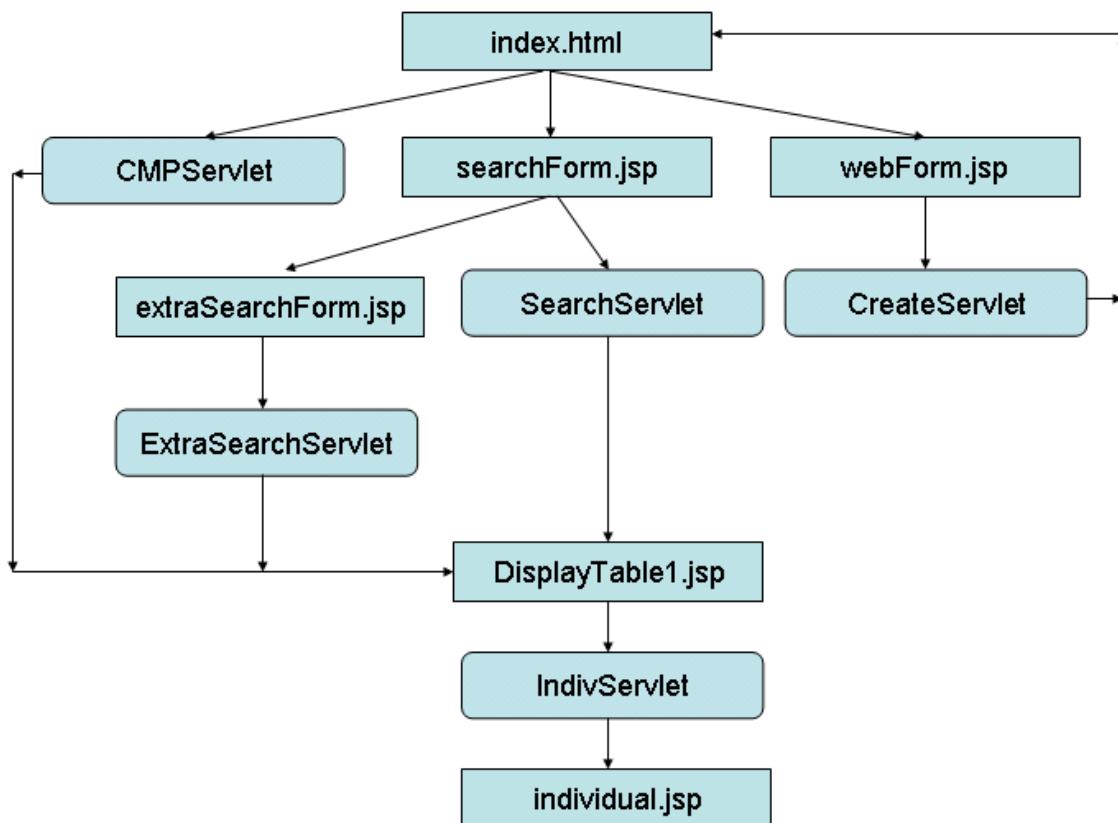 index.html
CMPServlet
searchForm.jsp
webForm.jsp
extraSearchForm.jsp
SearchServlet
CreateServlet
ExtraSearchServlet
DisplayTable1.jsp
IndivServlet
individual.jsp